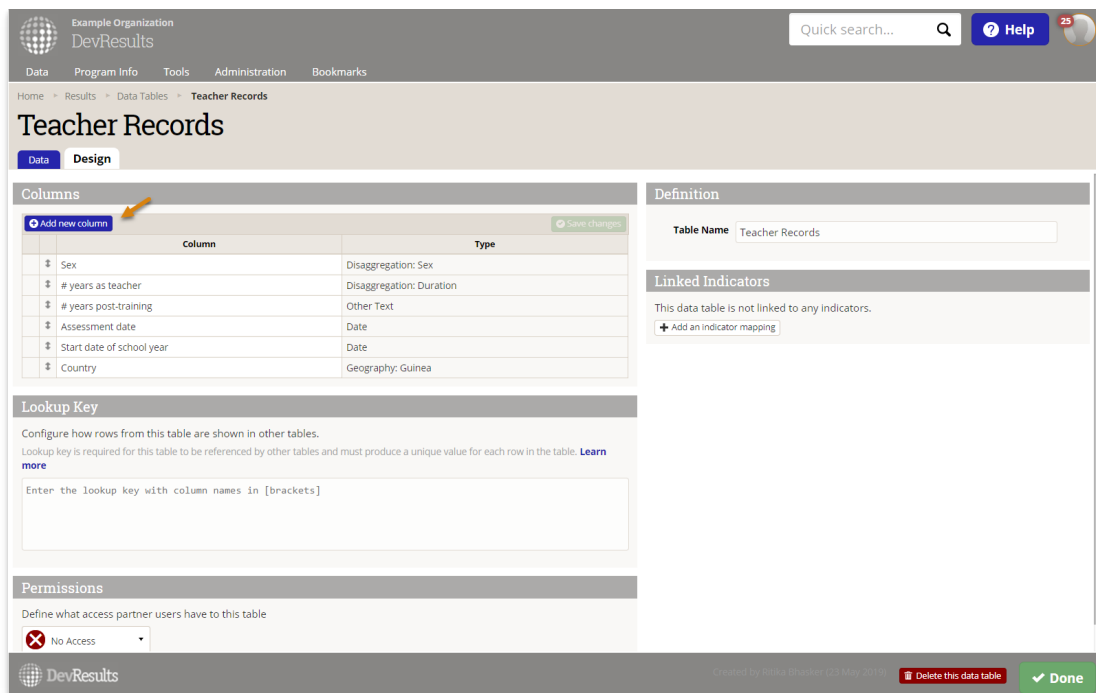 Example Organization
DevResults
Quick search...
? Help
25
Data Program Info Tools Administration Bookmarks
Home Results Data Tables Teacher Records
Teacher Records
Data Design
Columns
Add new column Save changes
Column Type
Sex Disaggregation: Sex
# years as teacher Disaggregation: Duration
# years post-training Other Text
Assessment date Date
Start date of school year Date
Country Geography: Guinea
Lookup Key
Configure how rows from this table are shown in other tables.
Lookup key is required for this table to be referenced by other tables and must produce a unique value for each row in the table. Learn
more
Enter the lookup key with column names in [brackets]
Permissions
Define what access partner users have to this table
No Access
Definition
Table Name Teacher Records
Linked Indicators
This data table is not linked to any indicators.
Add an indicator mapping
DevResults
Created by Bhasker (23 May 2019)
Delete this data table
Done